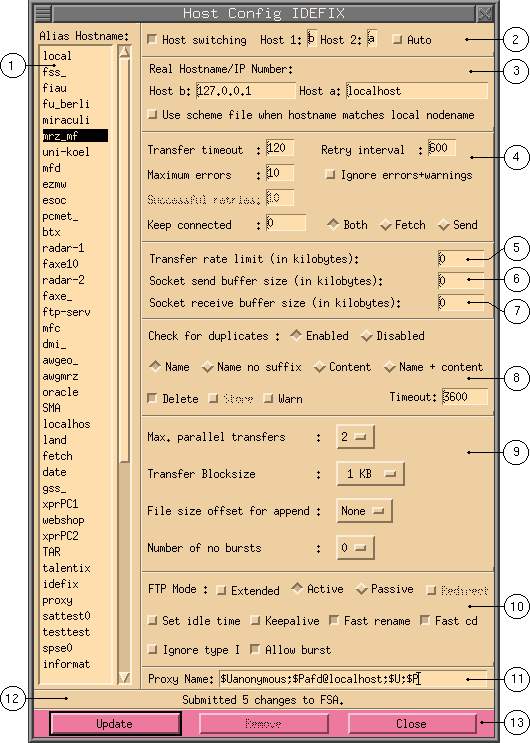 Host Config IDEFIX
Alias Hostname:
local
fss_
fiau
fu_berli
miraculi
mrz_mf
uni-koel
mfd
ezmw
esoc
pcmet_
btx
radar-1
faxe10
radar-2
faxe_
ftp-serv
mfc
dmi_
awgeo_
awgmrz
oracle
SMA
localhos
land
fetch
date
gss_
xprPC1
webshop
xprPC2
TAR
talentix
idefix
proxy
sattest0
testtest
spse0
informat
1
Host switching Host 1: b Host 2: a Auto
2
Real Hostname/IP Number:
3
Host b: 127.0.0.1 Host a: localhost
Use scheme file when hostname matches local nodename
Transfer timeout : 120 Retry interval : 600
4
Maximum errors : 10 Ignore errors+warnings
Successful retries: 10
Keep connected : 0 Both Fetch Send
Transfer rate limit (in kilobytes): 0
5
Socket send buffer size (in kilobytes): 0
6
Socket receive buffer size (in kilobytes): 0
7
Check for duplicates : Enabled Disabled
Name Name no suffix Content Name + content
8
Delete Store Warn Timeout: 3600
Max. parallel transfers : 2
9
Transfer Blocksize : 1 KB
File size offset for append : None
Number of no bursts : 0
FTP Mode : Extended Active Passive Redirect
10
Set idle time Keepalive Fast rename Fast cd
Ignore type I Allow burst
Proxy Name: $Uanonymous;$Pafd@localhost;$U;$P
11
12
Submitted 5 changes to FSA.
Update Remove Close
13